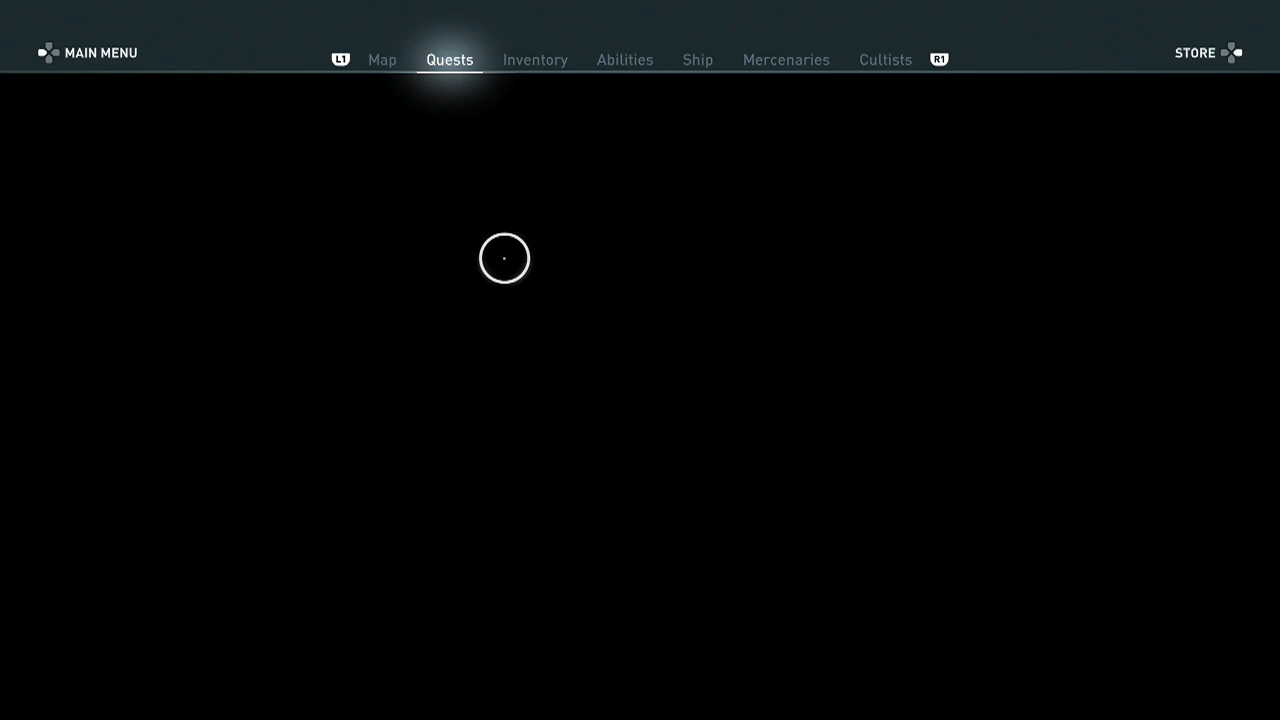 MAIN MENU
L1 Map Quests Inventory Abilities Ship Mercenaries Cultists R1
STORE